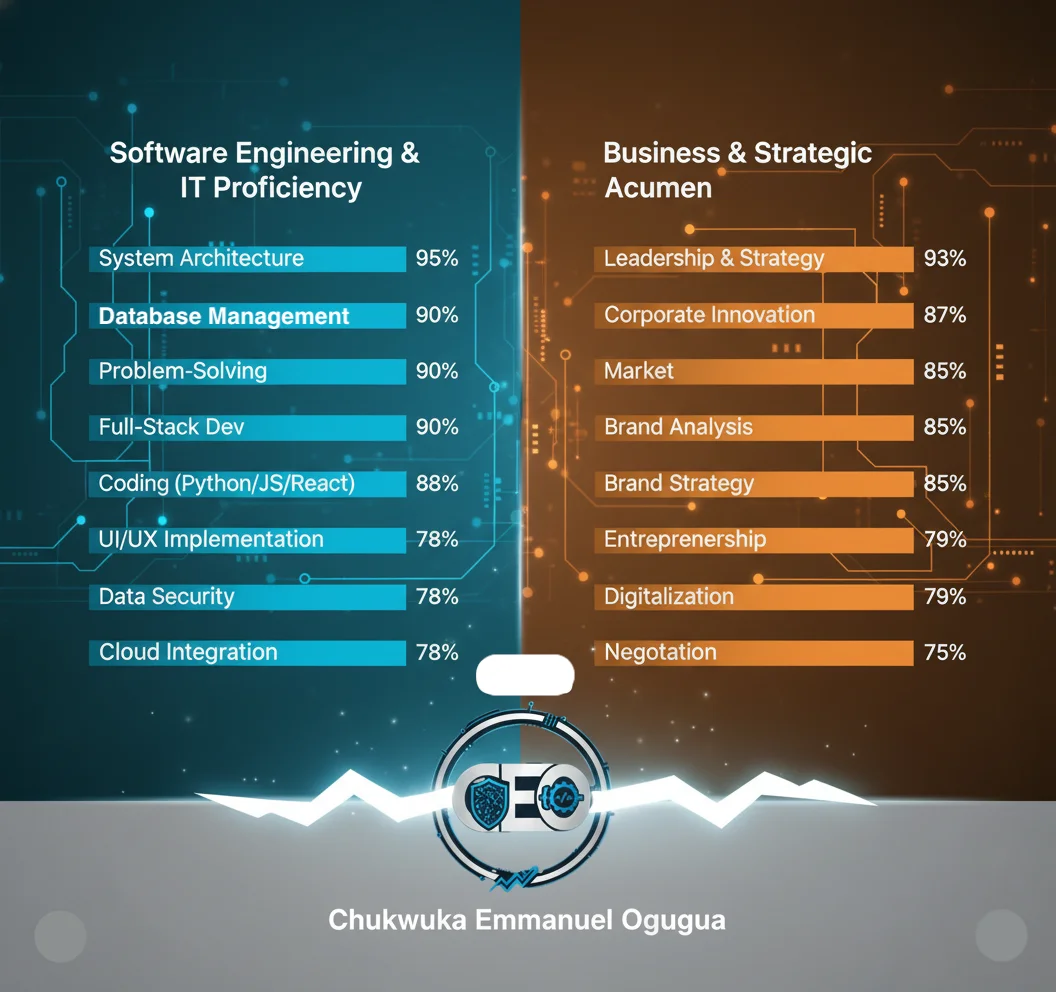 Software Engineering &
IT Proficiency
System Architecture 95%
Database Management 90%
Problem-Solving 90%
Full-Stack Dev 90%
Coding (Python/JS/React) 88%
UI/UX Implementation 78%
Data Security 78%
Cloud Integration 78%
Business & Strategic
Acumen
Leadership & Strategy 93%
Corporate Innovation 87%
Market 85%
Brand Analysis 85%
Brand Strategy 85%
Entreprenership 79%
Digitalization 79%
Negotation 75%
E
</>
Chukwuka Emmanuel Ogugua